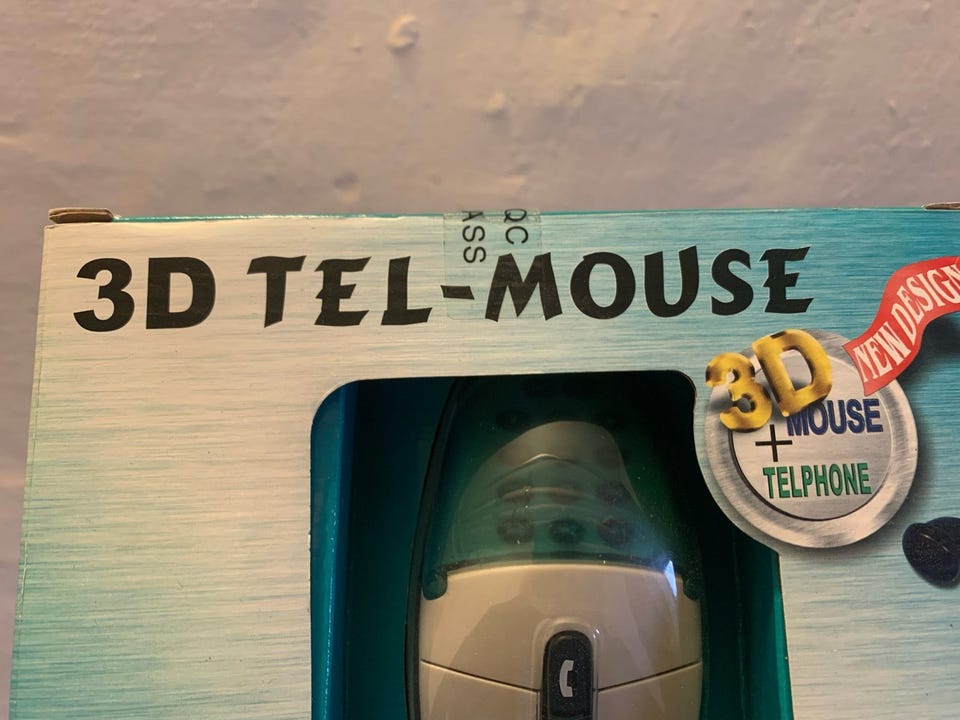 QC
ASS
3D TEL-MOUSE
NEW DESIGN
3D
MOUSE
+
TELPHONE